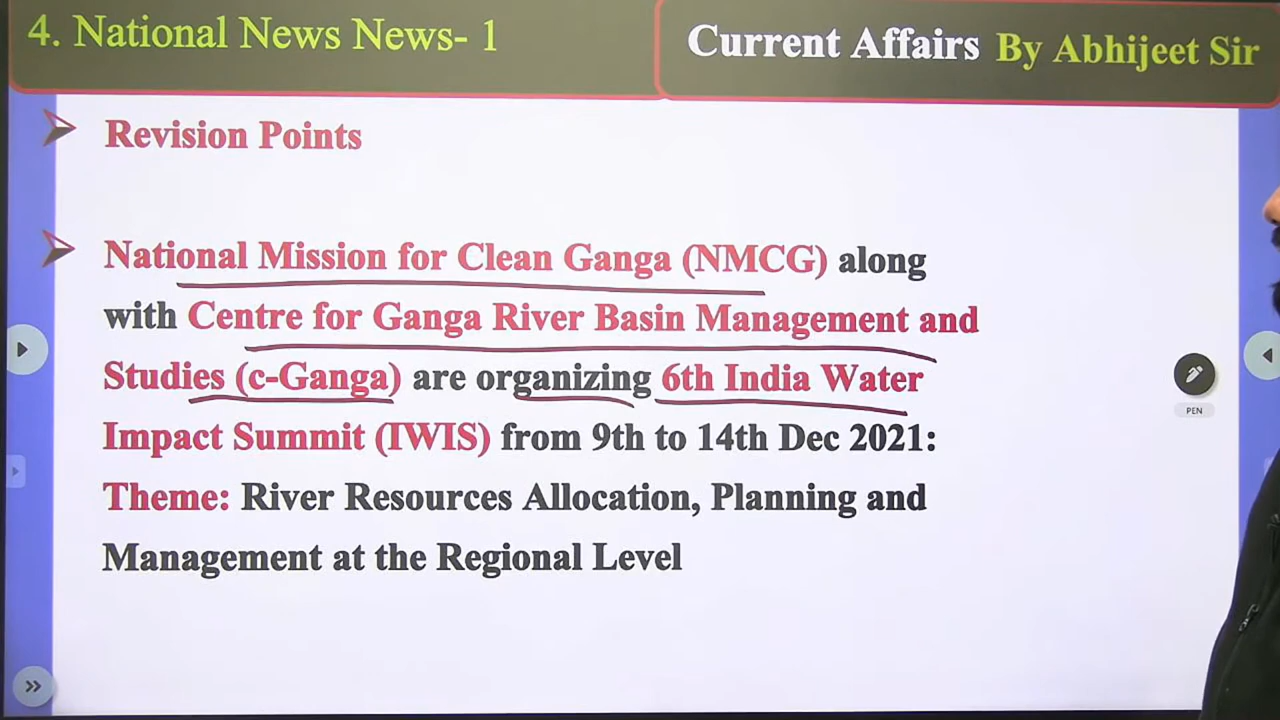 4. National News News- 1
Current Affairs By Abhijeet Sir
Revision Points
National Mission for Clean Ganga (NMCG) along
with Centre for Ganga River Basin Management and
Studies (c-Ganga) are organizing 6th India Water
Impact Summit (IWIS) from 9th to 14th Dec 2021:
Theme: River Resources Allocation, Planning and
Management at the Regional Level
PEN